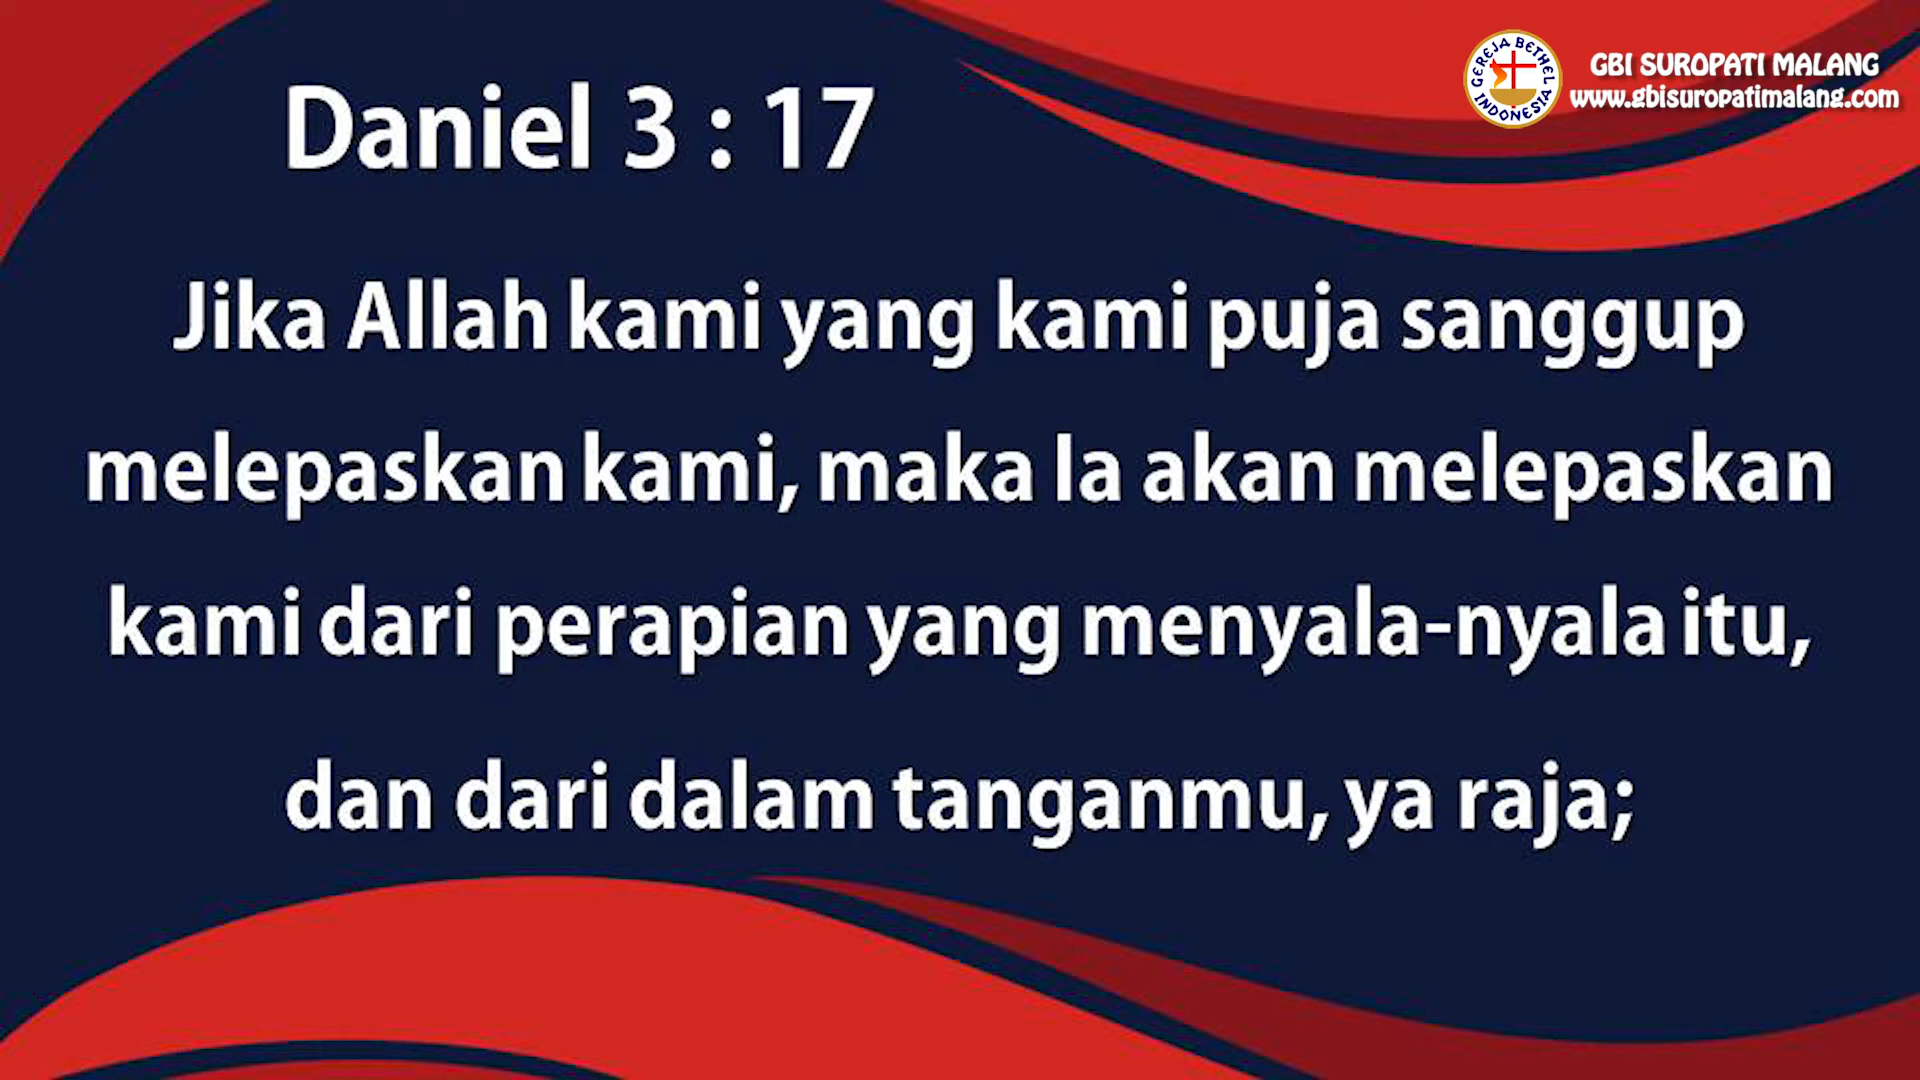 GEREJA BETHEL INDONESIA
GBI SUROPATI MALANG
www.gbisuropatimalang.com
Daniel 3 : 17
Jika Allah kami yang kami puja sanggup
melepaskan kami, maka Ia akan melepaskan
kami dari perapian yang menyala-nyala itu,
dan dari dalam tanganmu, ya raja;